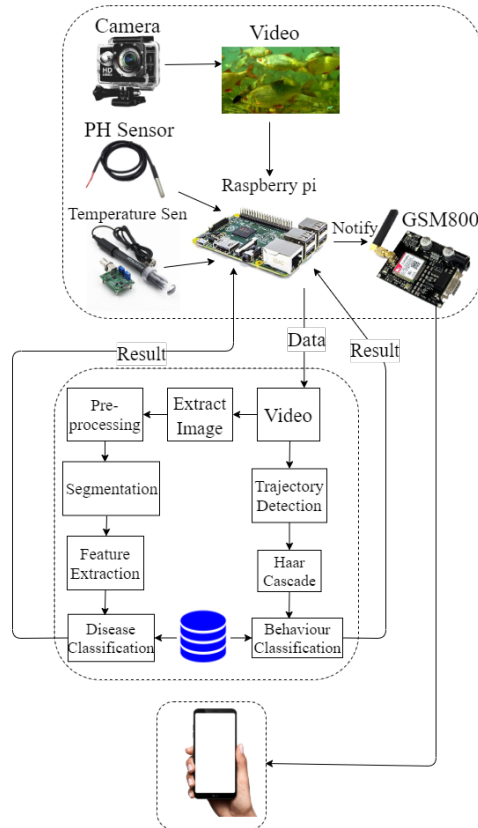 Camera
Video
HD
PH Sensor
Raspberry pi
Temperature Sen
Notify
GSM800
Result
Data
Result
Pre-
processing
Extract
Image
Video
Segmentation
Trajectory
Detection
Feature
Extraction
Haar
Cascade
Disease
Classification
Behaviour
Classification